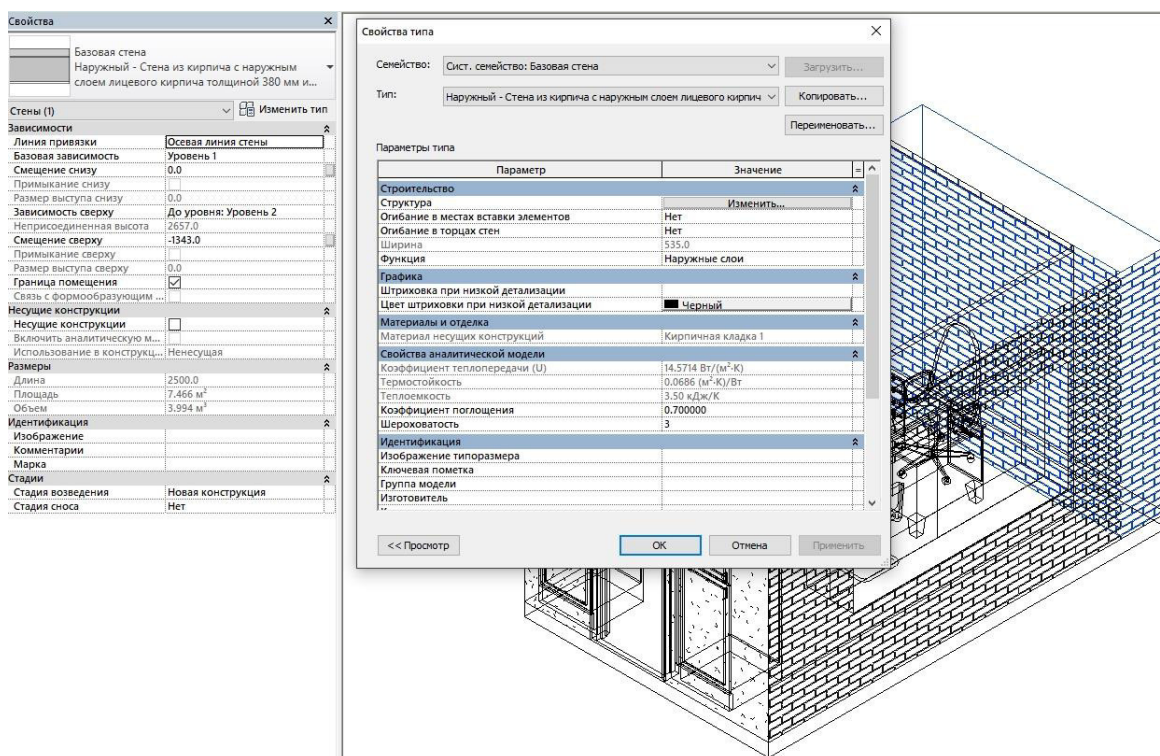 Свойства
Базовая стена
Наружный - Стена из кирпича с наружным
слоем лицевого кирпича толщиной 380 мм и...
Стены (1)
Изменить тип
Зависимости
Линия привязки Осевая линия стены
Базовая зависимость Уровень 1
Смещение снизу 0.0
Примыкание снизу
Размер выступа снизу 0.0
Зависимость сверху До уровня: Уровень 2
Неприсоединенная высота 2657.0
Смещение сверху -1343.0
Примыкание сверху
Размер выступа сверху 0.0
Граница помещения
Связь с формообразующим ...
Несущие конструкции
Несущие конструкции
Включить аналитическую м...
Использование в конструкц... Ненесущая
Размеры
Длина 2500.0
Площадь 7.466 м²
Объем 3.994 м³
Идентификация
Изображение
Комментарии
Марка
Стадии
Стадия возведения Новая конструкция
Стадия сноса Нет
Свойства типа
Семейство: Сист. семейство: Базовая стена Загрузить...
Тип: Наружный - Стена из кирпича с наружным слоем лицевого кирпич Копировать...
Переименовать...
Параметры типа
Параметр Значение =
Строительство
Структура Изменить...
Огибание в местах вставки элементов Нет
Огибание в торцах стен Нет
Ширина 535.0
Функция Наружные слои
Графика
Штриховка при низкой детализации
Цвет штриховки при низкой детализации Черный
Материалы и отделка
Материал несущих конструкций Кирпичная кладка 1
Свойства аналитической модели
Коэффициент теплопередачи (U) 14.5714 Вт/(м²·К)
Термостойкость 0.0686 (м²·К)/Вт
Теплоемкость 3.50 кДж/К
Коэффициент поглощения 0.700000
Шероховатость 3
Идентификация
Изображение типоразмера
Ключевая пометка
Группа модели
Изготовитель
<< Просмотр ОК Отмена Применить